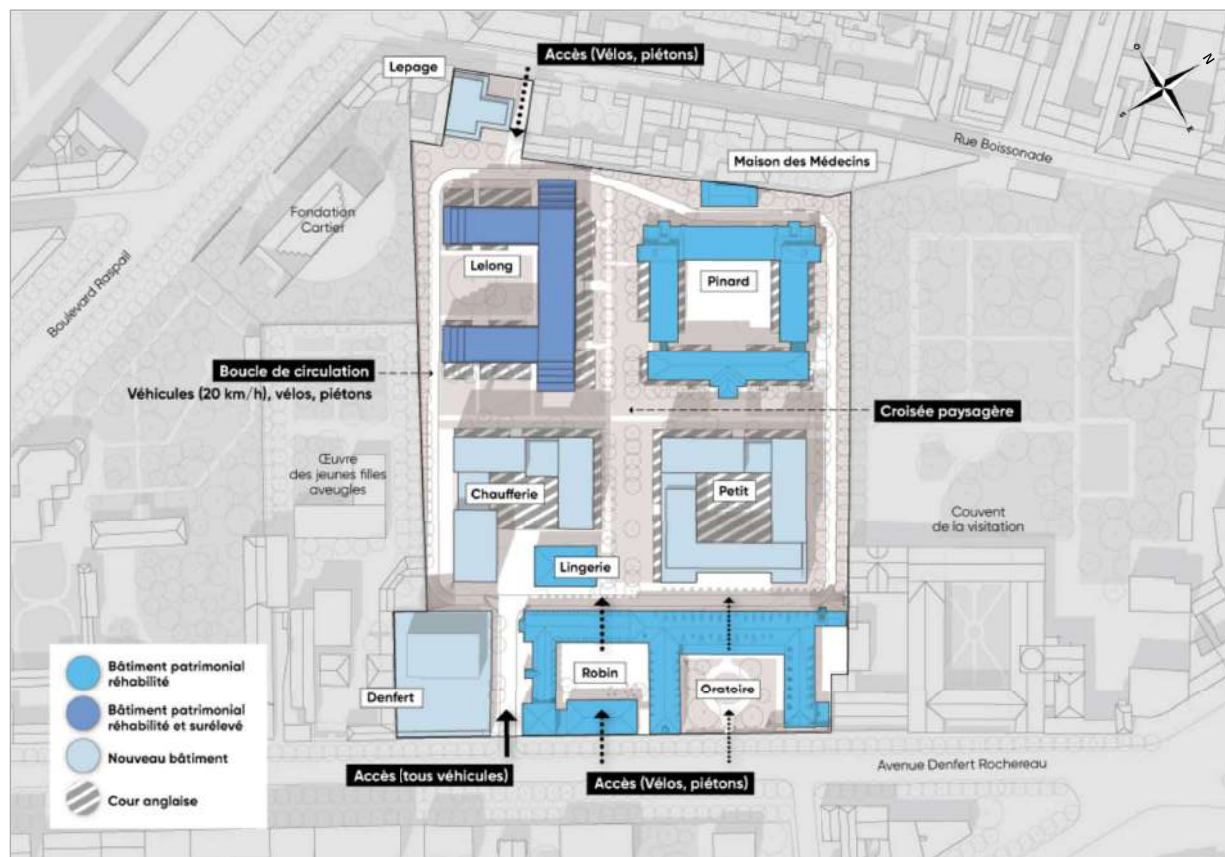 Accès (Vélos, piétons)
Lepage
O
N
S
E
Rue Boissonade
Maison des Médecins
Fondation
Cartier
Boulevard Raspail
Lelong
Pinard
Boucle de circulation
Véhicules (20 km/h), vélos, piétons
Croisée paysagère
Œuvre
des jeunes filles
aveugles
Chaufferie
Petit
Couvent
de la visitation
Lingerie
Bâtiment patrimonial
réhabilité
Bâtiment patrimonial
réhabilité et surélevé
Nouveau bâtiment
Cour anglaise
Denfert
Robin
Oratoire
Accès (tous véhicules)
Accès (Vélos, piétons)
Avenue Denfert Rochereau